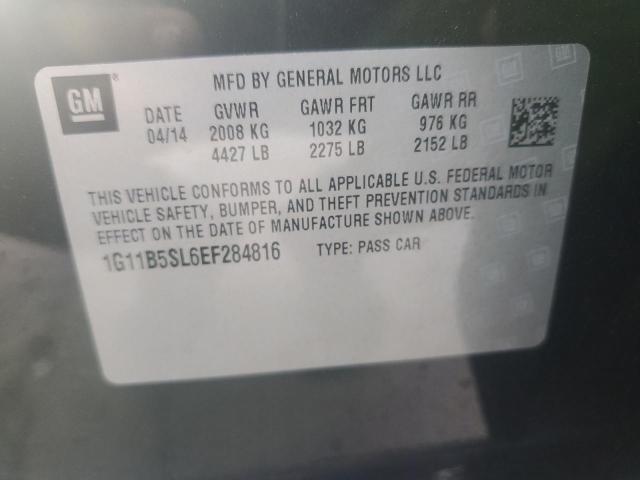 GM®
MFD BY GENERAL MOTORS LLC
DATE GVWR GAWR FRT GAWR RR
04/14 2008 KG 1032 KG 976 KG
4427 LB 2275 LB 2152 LB
THIS VEHICLE CONFORMS TO ALL APPLICABLE U.S. FEDERAL MOTOR
VEHICLE SAFETY, BUMPER, AND THEFT PREVENTION STANDARDS IN
EFFECT ON THE DATE OF MANUFACTURE SHOWN ABOVE.
1G11B5SL6EF284816 TYPE: PASS CAR